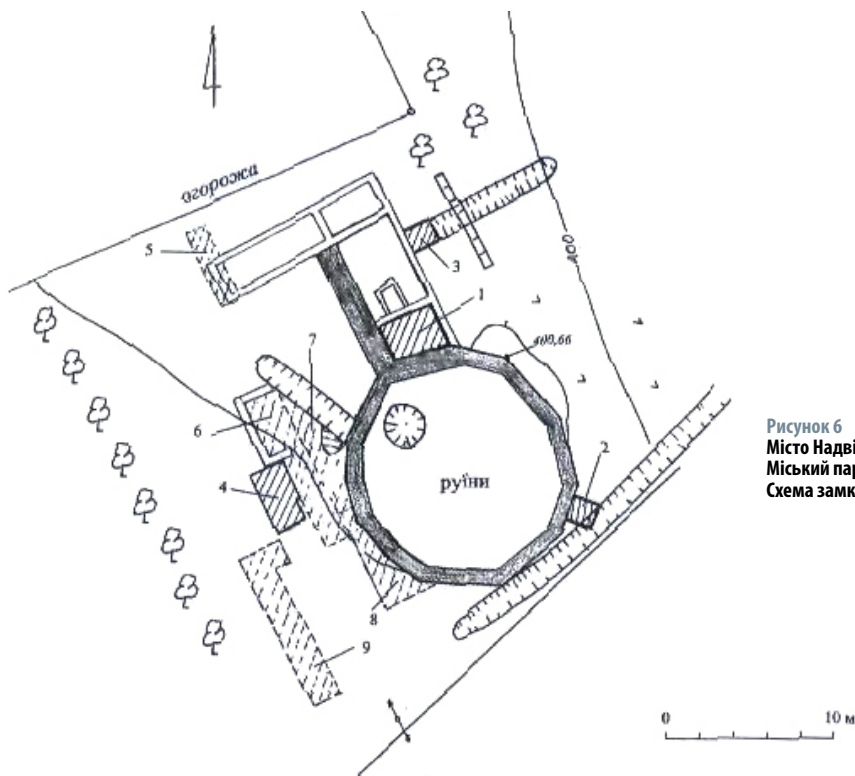 огорожа
400
5
3
1
400,66
7
6
2
Рисунок 6
Місто Надві
Міський пар
Схема замк
4
руїни
8
9
0 10 м